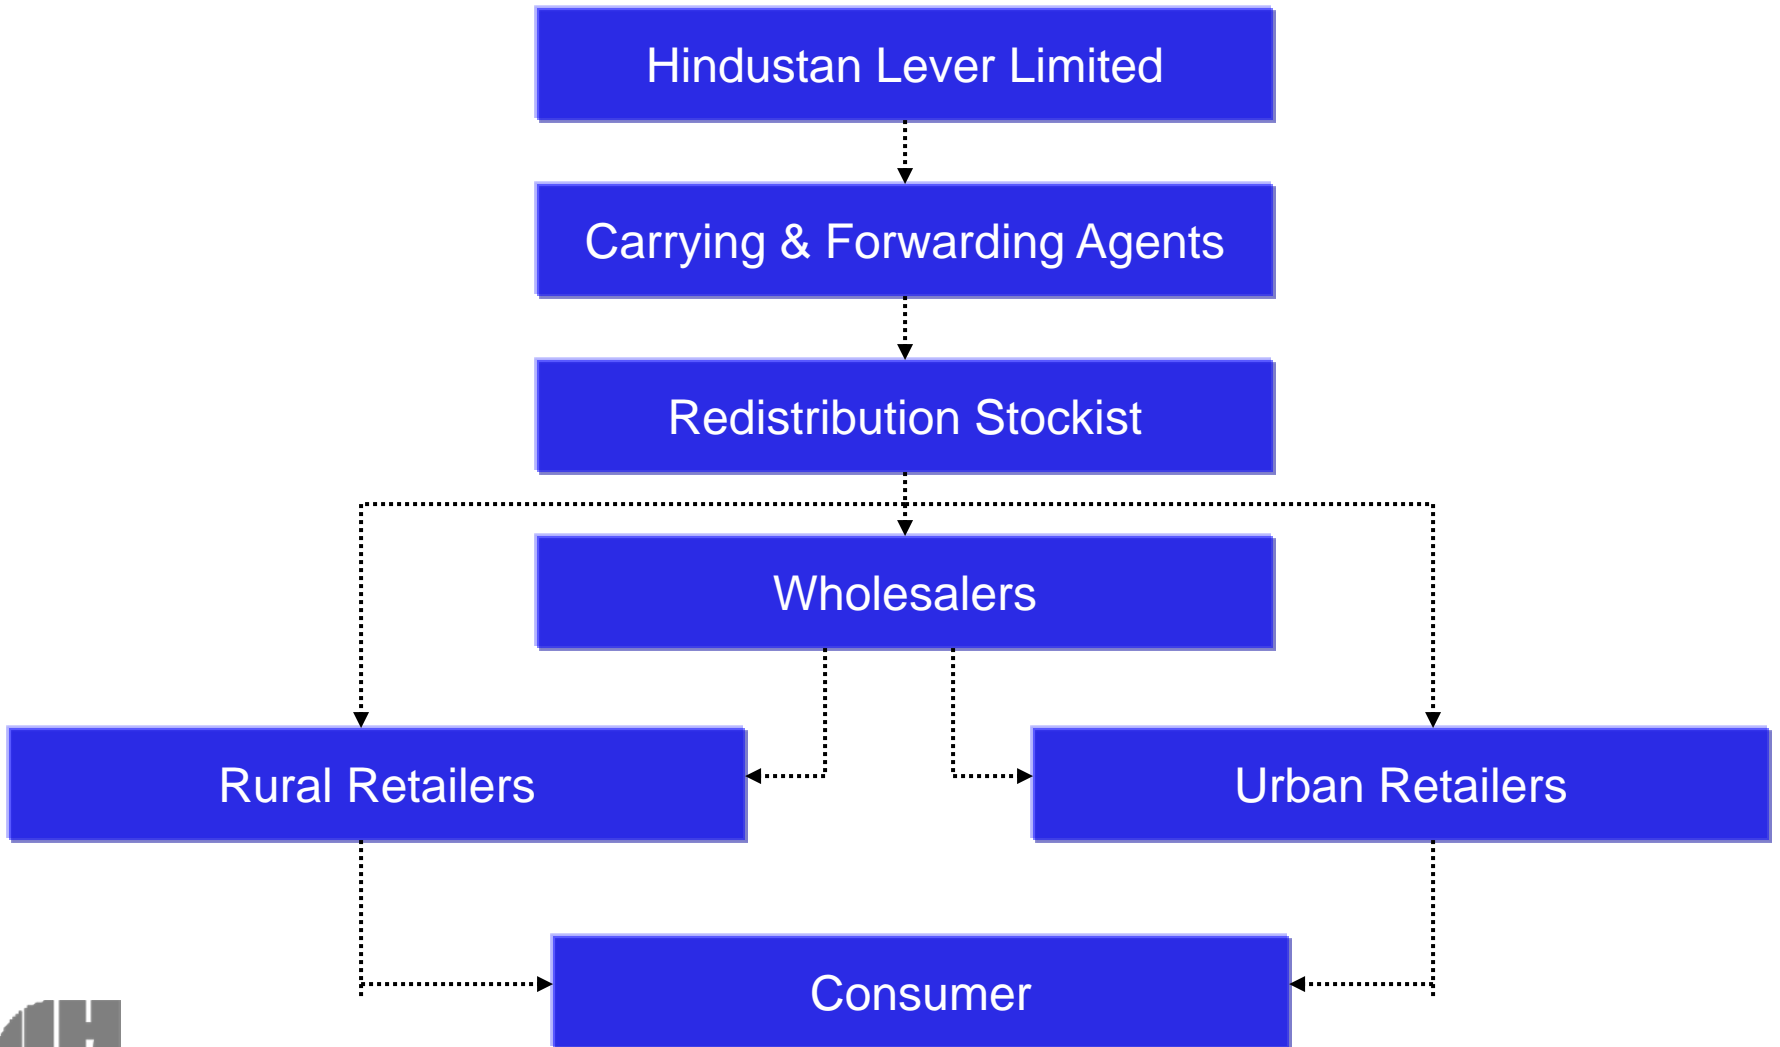 Hindustan Lever Limited
Carrying & Forwarding Agents
Redistribution Stockist
Wholesalers
Rural Retailers
Urban Retailers
Consumer